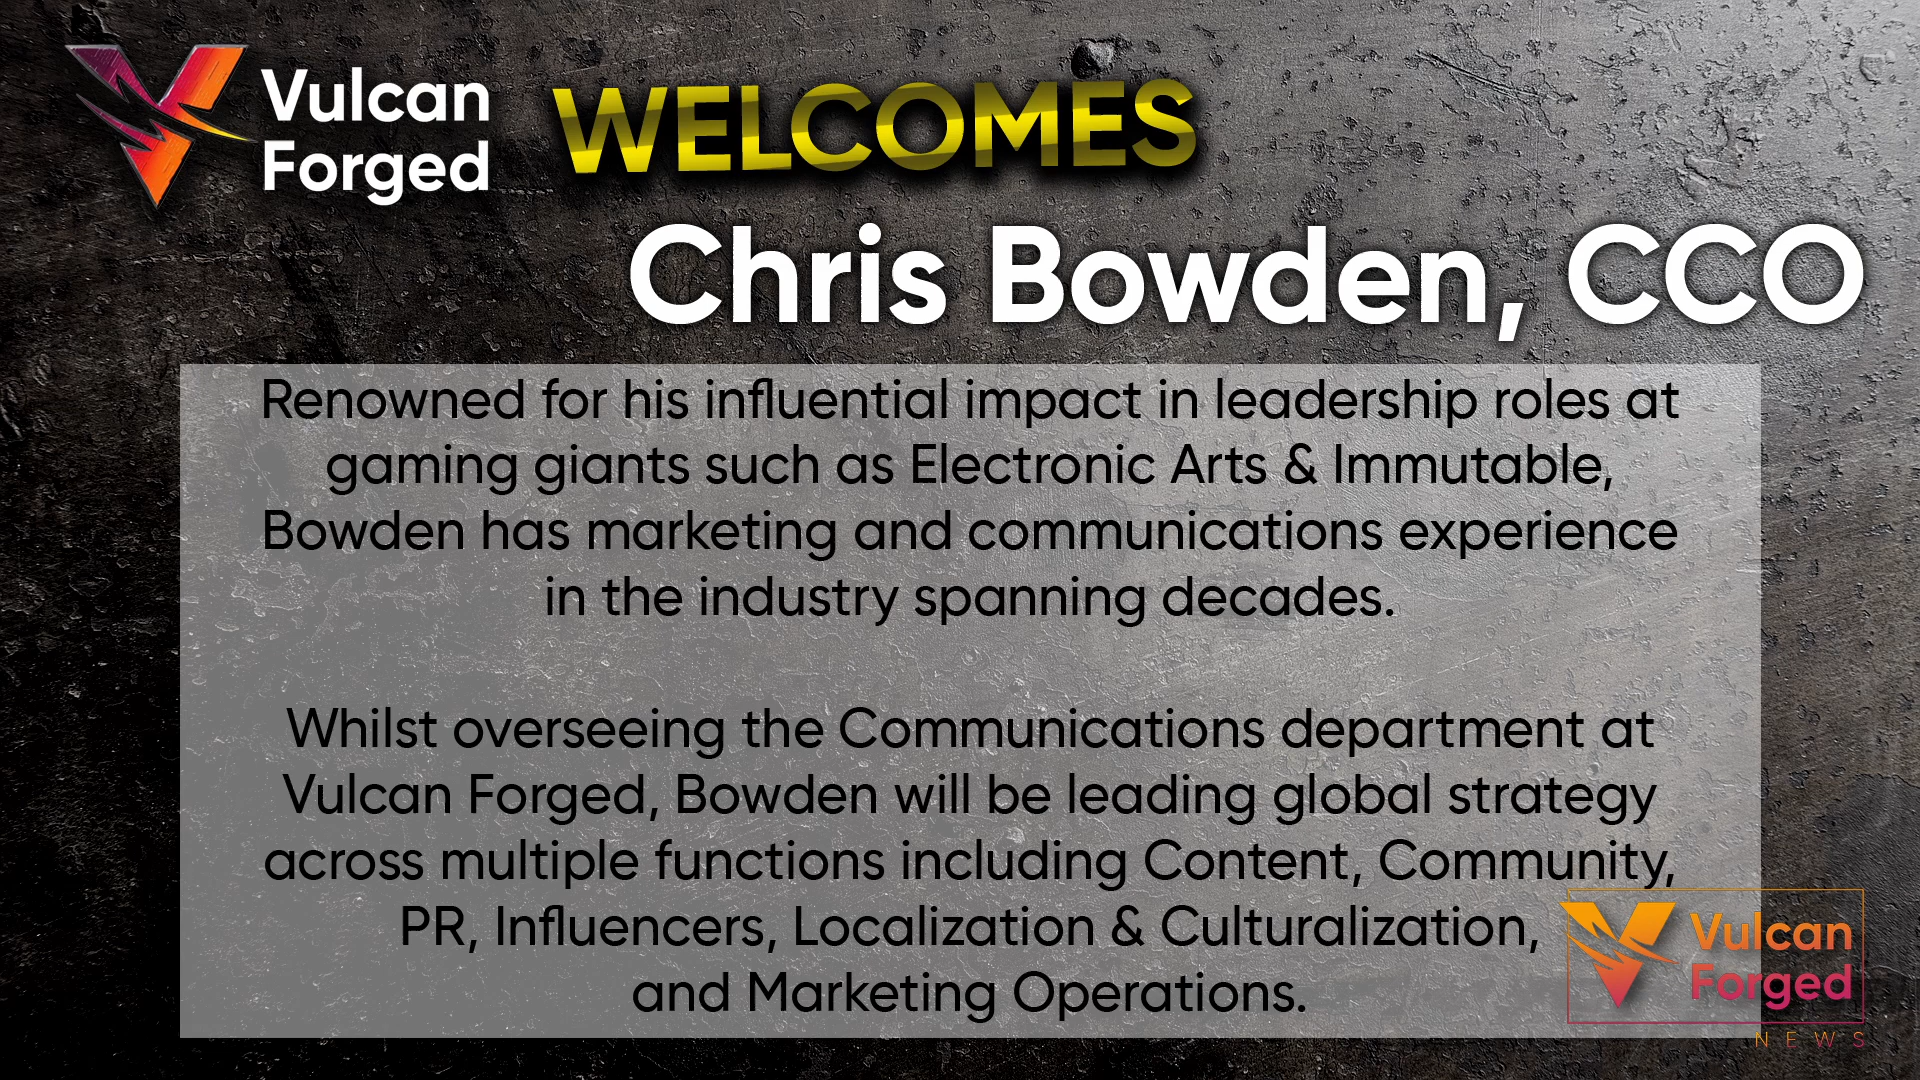 Vulcan
Forged
WELCOMES
Chris Bowden, CCO
Renowned for his influential impact in leadership roles at
gaming giants such as Electronic Arts & Immutable,
Bowden has marketing and communications experience
in the industry spanning decades.
Whilst overseeing the Communications department at
Vulcan Forged, Bowden will be leading global strategy
across multiple functions including Content, Community,
PR, Influencers, Localization & Culturalization,
and Marketing Operations.
Vulcan
Forged
NEWS